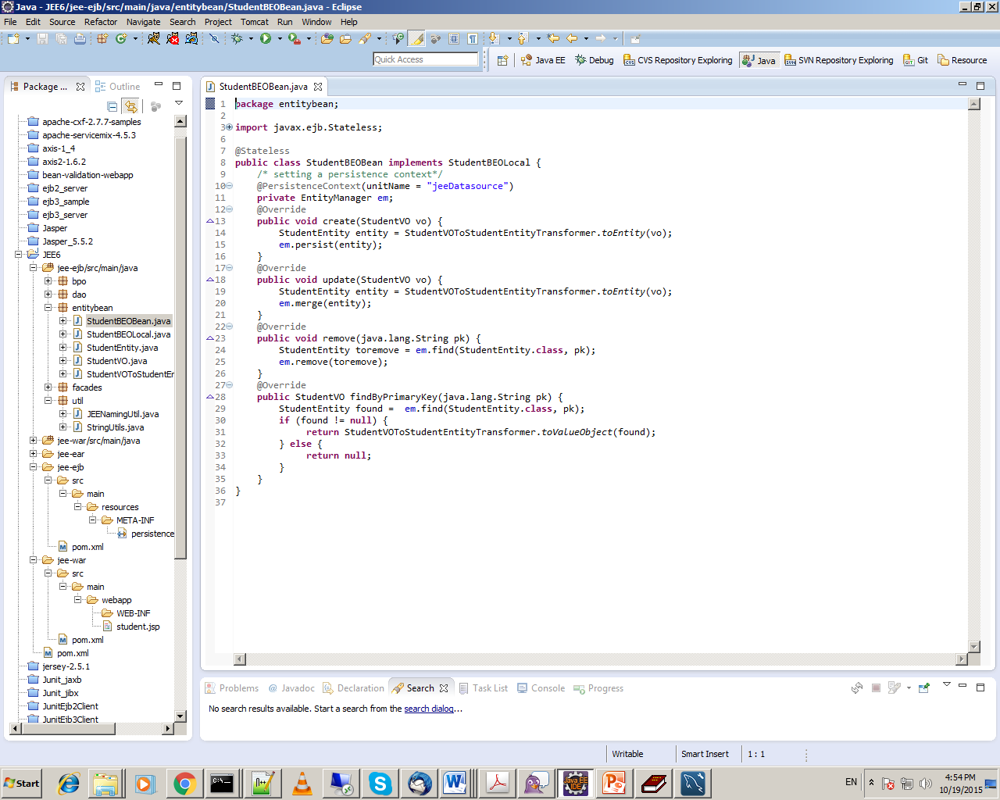 Java - JEE6/jee-ejb/src/main/java/entitybean/StudentBEOBean.java - Eclipse
File Edit Source Refactor Navigate Search Project Tomcat Run Window Help
Quick Access
Java EE Debug CVS Repository Exploring Java SVN Repository Exploring Git Resource
Package ... Outline
apache-cxf-2.7.7-samples
apache-servicemix-4.5.3
axis-1_4
axis2-1.6.2
bean-validation-webapp
ejb2_server
ejb3_sample
ejb3_server
Jasper
Jasper_5.5.2
JEE6
jee-ejb/src/main/java
bpo
dao
entitybean
StudentBEOBean.java
StudentBEOLocal.java
StudentEntity.java
StudentVO.java
StudentVOToStudentEr
facades
util
JEENamingUtil.java
StringUtils.java
jee-war/src/main/java
jee-ear
jee-ejb
src
main
resources
META-INF
persistence
pom.xml
jee-war
src
main
webapp
WEB-INF
student.jsp
pom.xml
pom.xml
jersey-2.5.1
Junit_jaxb
Junit_jibx
JunitEjb2Client
JunitEjb3Client
StudentBEOBean.java
1 package entitybean;
2
3 import javax.ejb.Stateless;
6
7 @Stateless
8 public class StudentBEOBean implements StudentBEOLocal {
9 /* setting a persistence context*/
10 @PersistenceContext(unitName = "jeeDatasource")
11 private EntityManager em;
12 @Override
13 public void create(StudentVO vo) {
14 StudentEntity entity = StudentVOToStudentEntityTransformer.toEntity(vo);
15 em.persist(entity);
16 }
17 @Override
18 public void update(StudentVO vo) {
19 StudentEntity entity = StudentVOToStudentEntityTransformer.toEntity(vo);
20 em.merge(entity);
21 }
22 @Override
23 public void remove(java.lang.String pk) {
24 StudentEntity toremove = em.find(StudentEntity.class, pk);
25 em.remove(toremove);
26 }
27 @Override
28 public StudentVO findByPrimaryKey(java.lang.String pk) {
29 StudentEntity found =  em.find(StudentEntity.class, pk);
30 if (found != null) {
31 return StudentVOToStudentEntityTransformer.toValueObject(found);
32 } else {
33 return null;
34 }
35 }
36 }
37
Problems @ Javadoc Declaration Search Task List Console Progress
No search results available. Start a search from the search dialog...
Writable Smart Insert 1 : 1
Start
EN
4:54 PM
10/19/2015